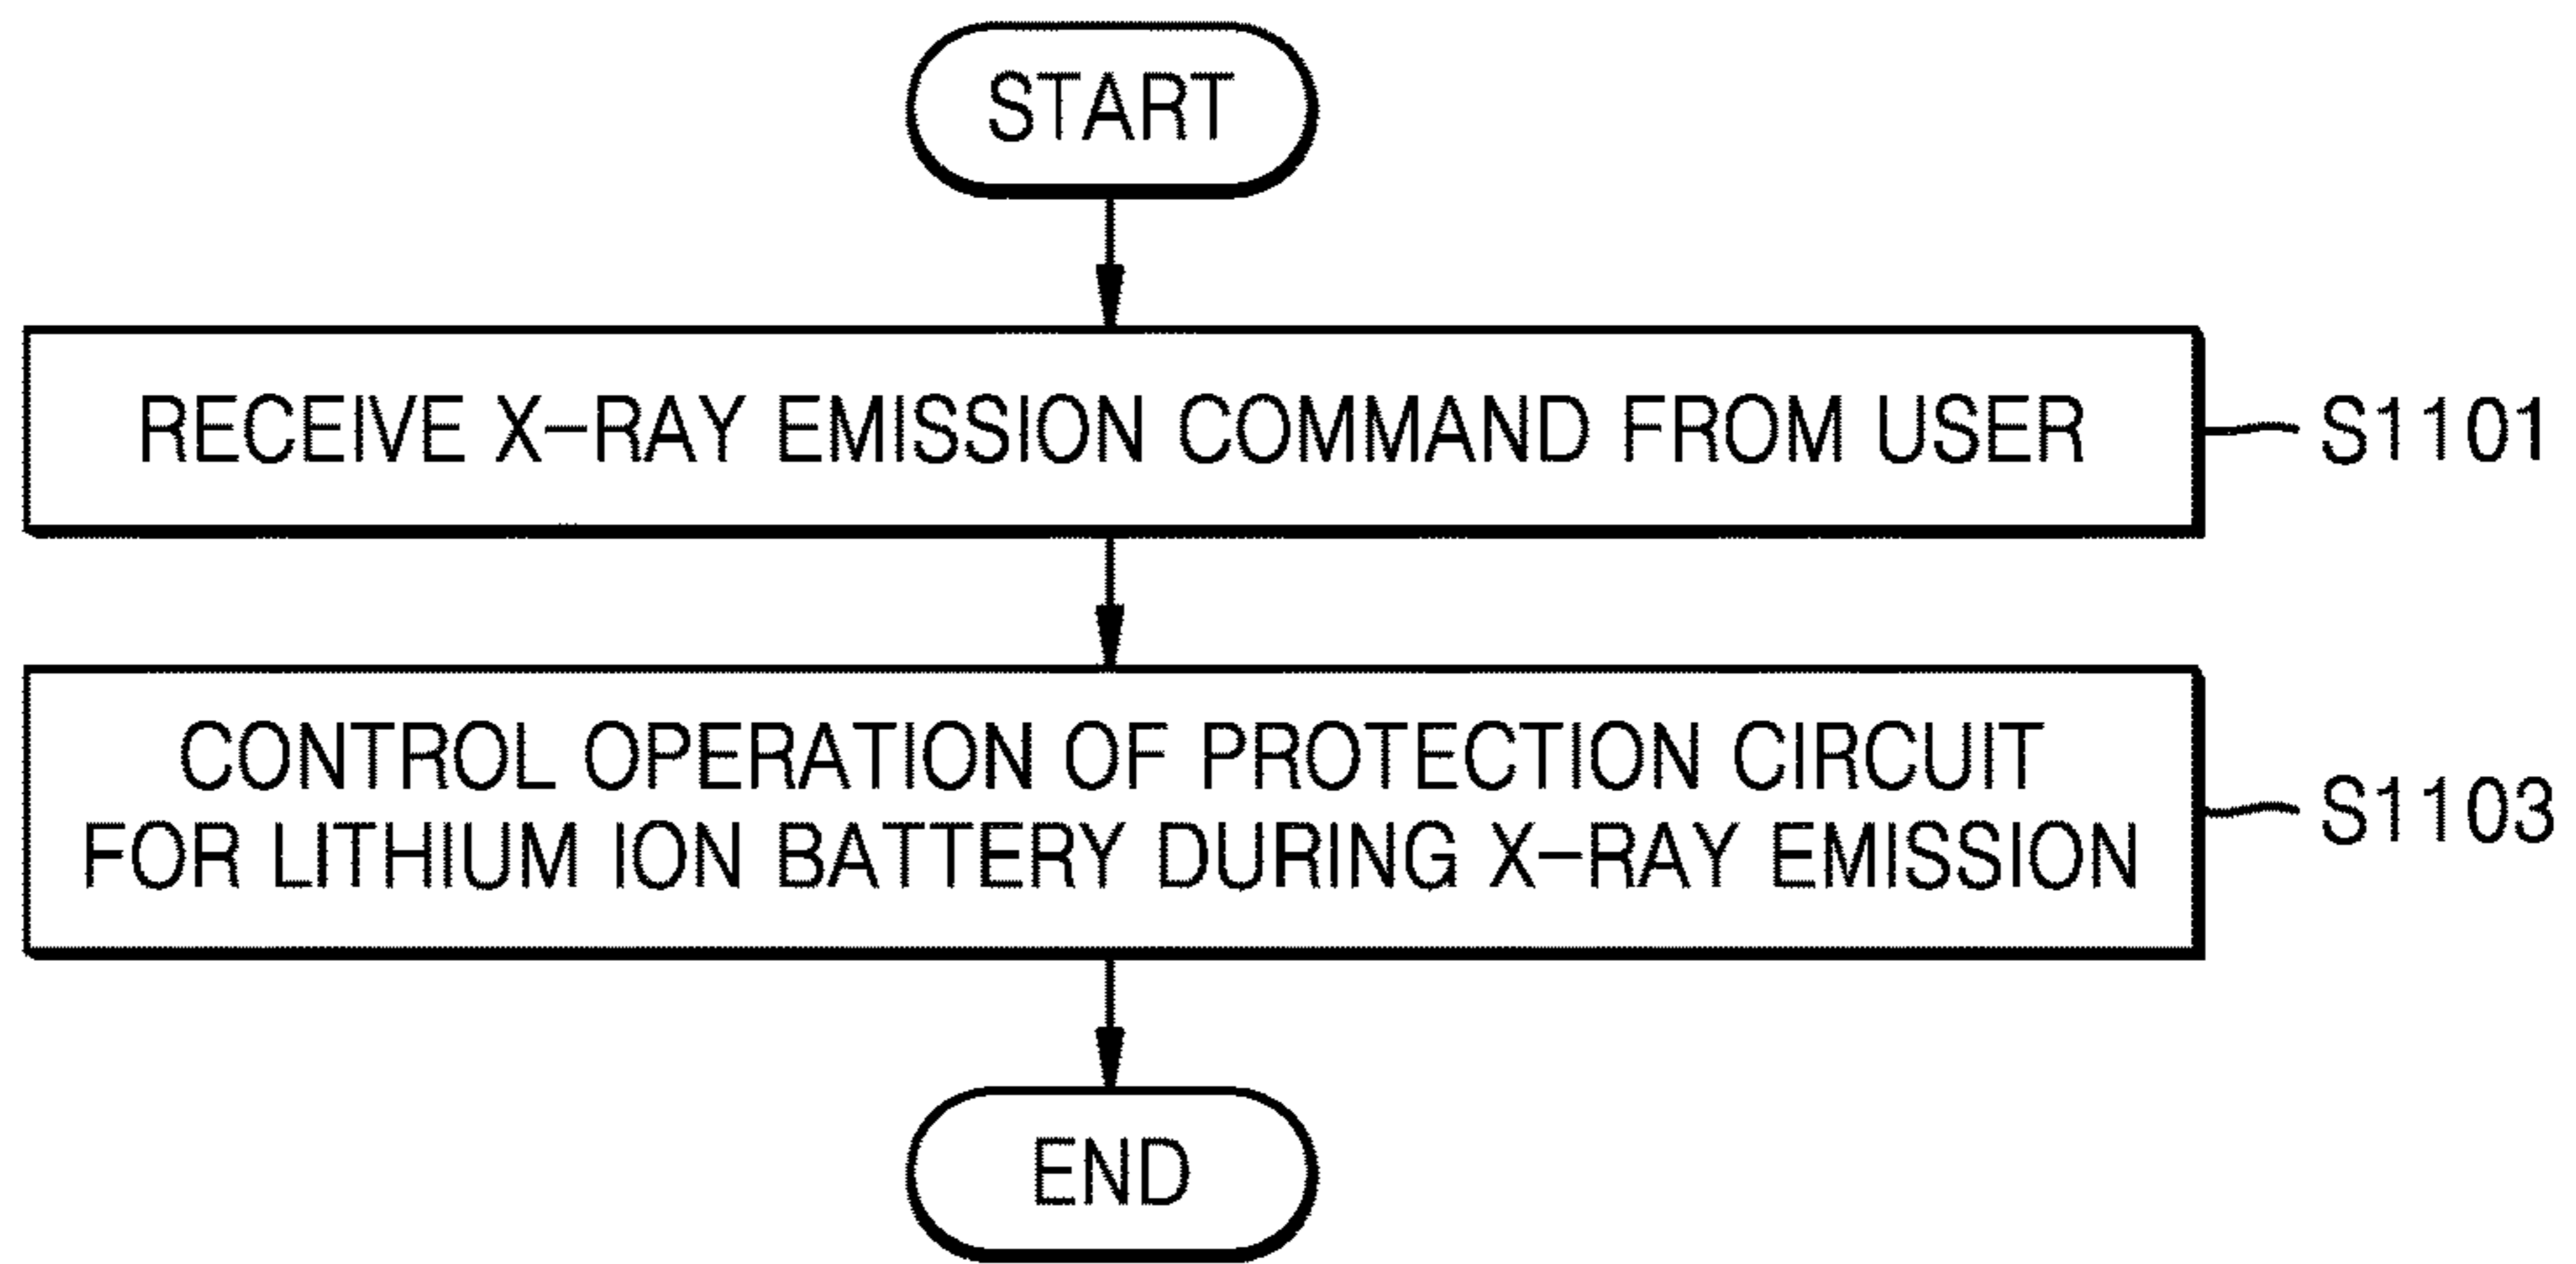 START
RECEIVE X-RAY EMISSION COMMAND FROM USER
S1101
CONTROL OPERATION OF PROTECTION CIRCUIT
FOR LITHIUM ION BATTERY DURING X-RAY EMISSION
S1103
END